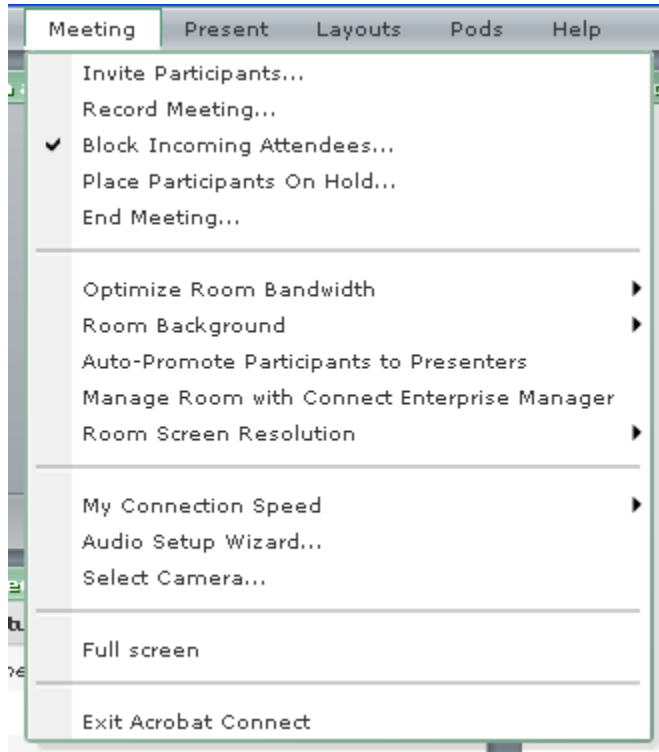 Meeting Present Layouts Pods Help
Invite Participants...
Record Meeting...
Block Incoming Attendees...
Place Participants On Hold...
End Meeting...
Optimize Room Bandwidth
Room Background
Auto-Promote Participants to Presenters
Manage Room with Connect Enterprise Manager
Room Screen Resolution
My Connection Speed
Audio Setup Wizard...
Select Camera...
Full screen
Exit Acrobat Connect